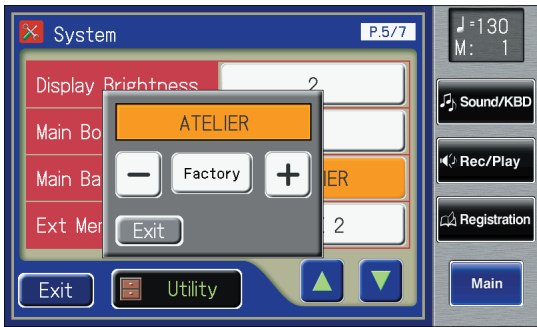 System
P.5/7
Display Brightness
2
Main Bo
Main Ba
IER
Ext Mem
2
ATELIER
Factory
Exit
Exit
Utility
♩=130
M: 1
Sound/KBD
Rec/Play
Registration
Main